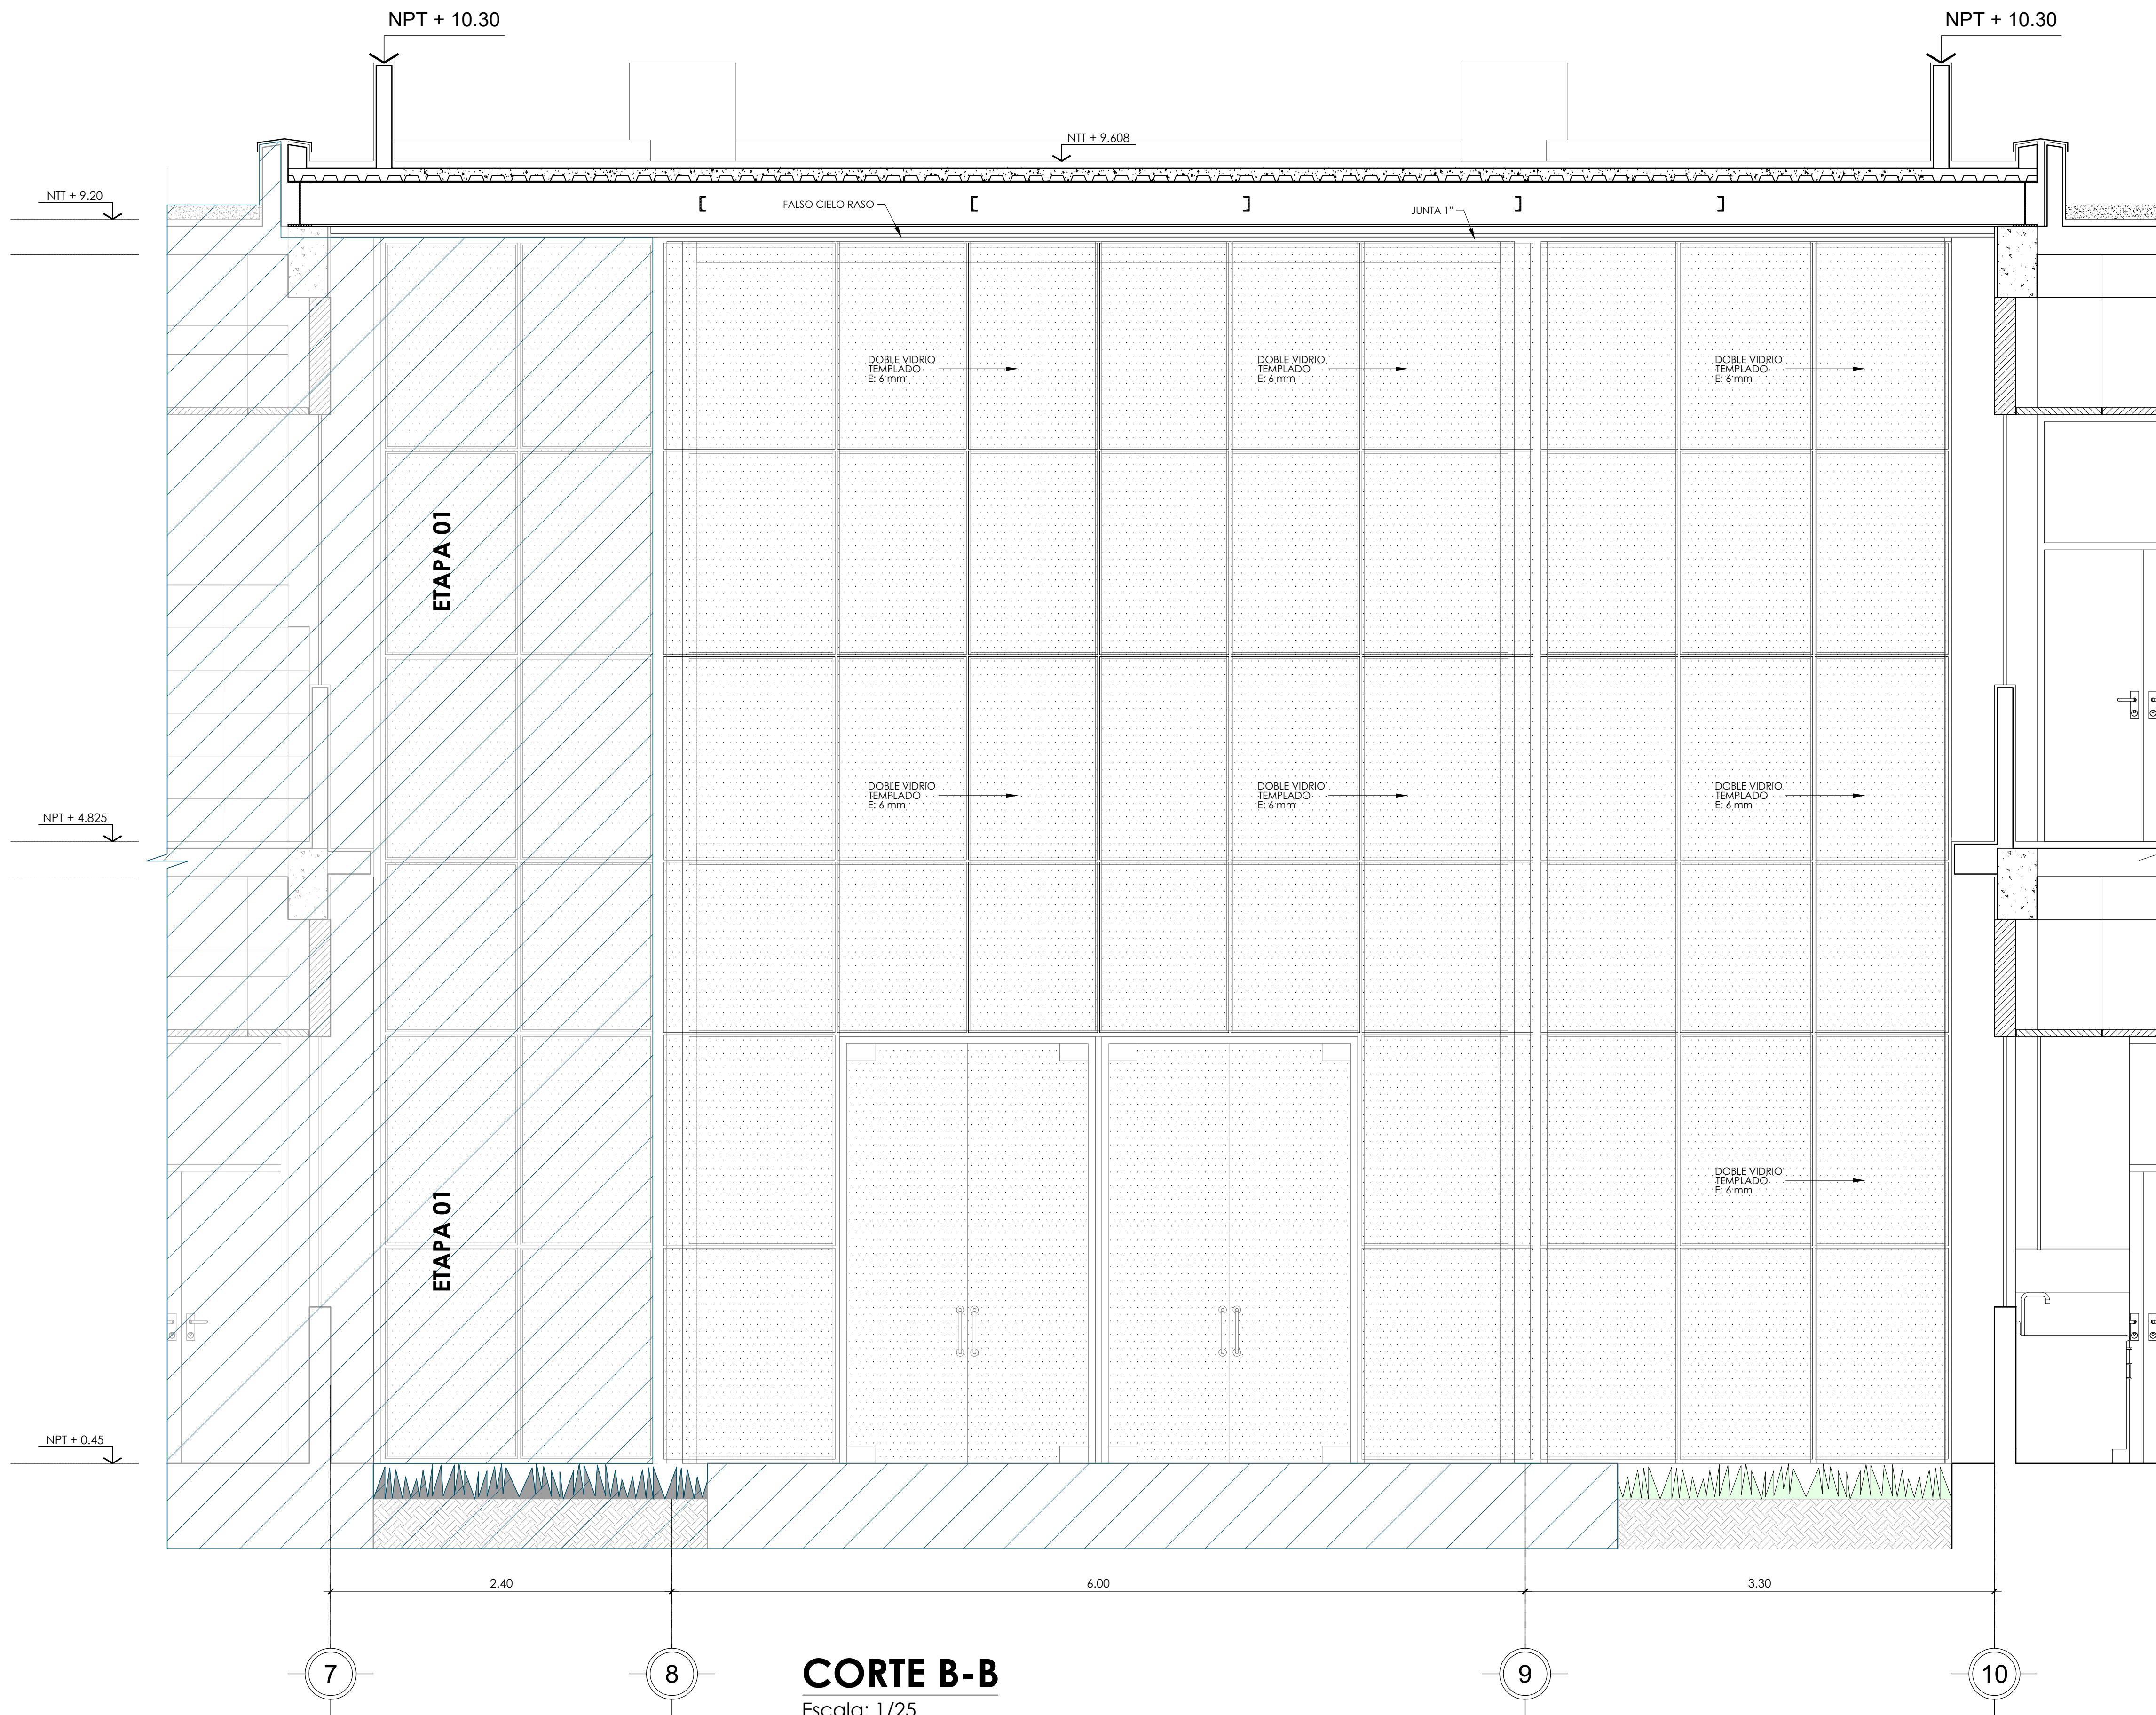 NPT + 10.30
NPT + 10.30
NTT + 9.608
NTT + 9.20
FALSO CIELO RASO
JUNTA 1"
DOBLE VIDRIO
TEMPLADO
E: 6 mm
DOBLE VIDRIO
TEMPLADO
E: 6 mm
DOBLE VIDRIO
TEMPLADO
E: 6 mm
ETAPA 01
DOBLE VIDRIO
TEMPLADO
E: 6 mm
DOBLE VIDRIO
TEMPLADO
E: 6 mm
DOBLE VIDRIO
TEMPLADO
E: 6 mm
NPT + 4.825
DOBLE VIDRIO
TEMPLADO
E: 6 mm
ETAPA 01
NPT + 0.45
2.40
6.00
3.30
7
8
9
10
CORTE B-B
Escala: 1/25